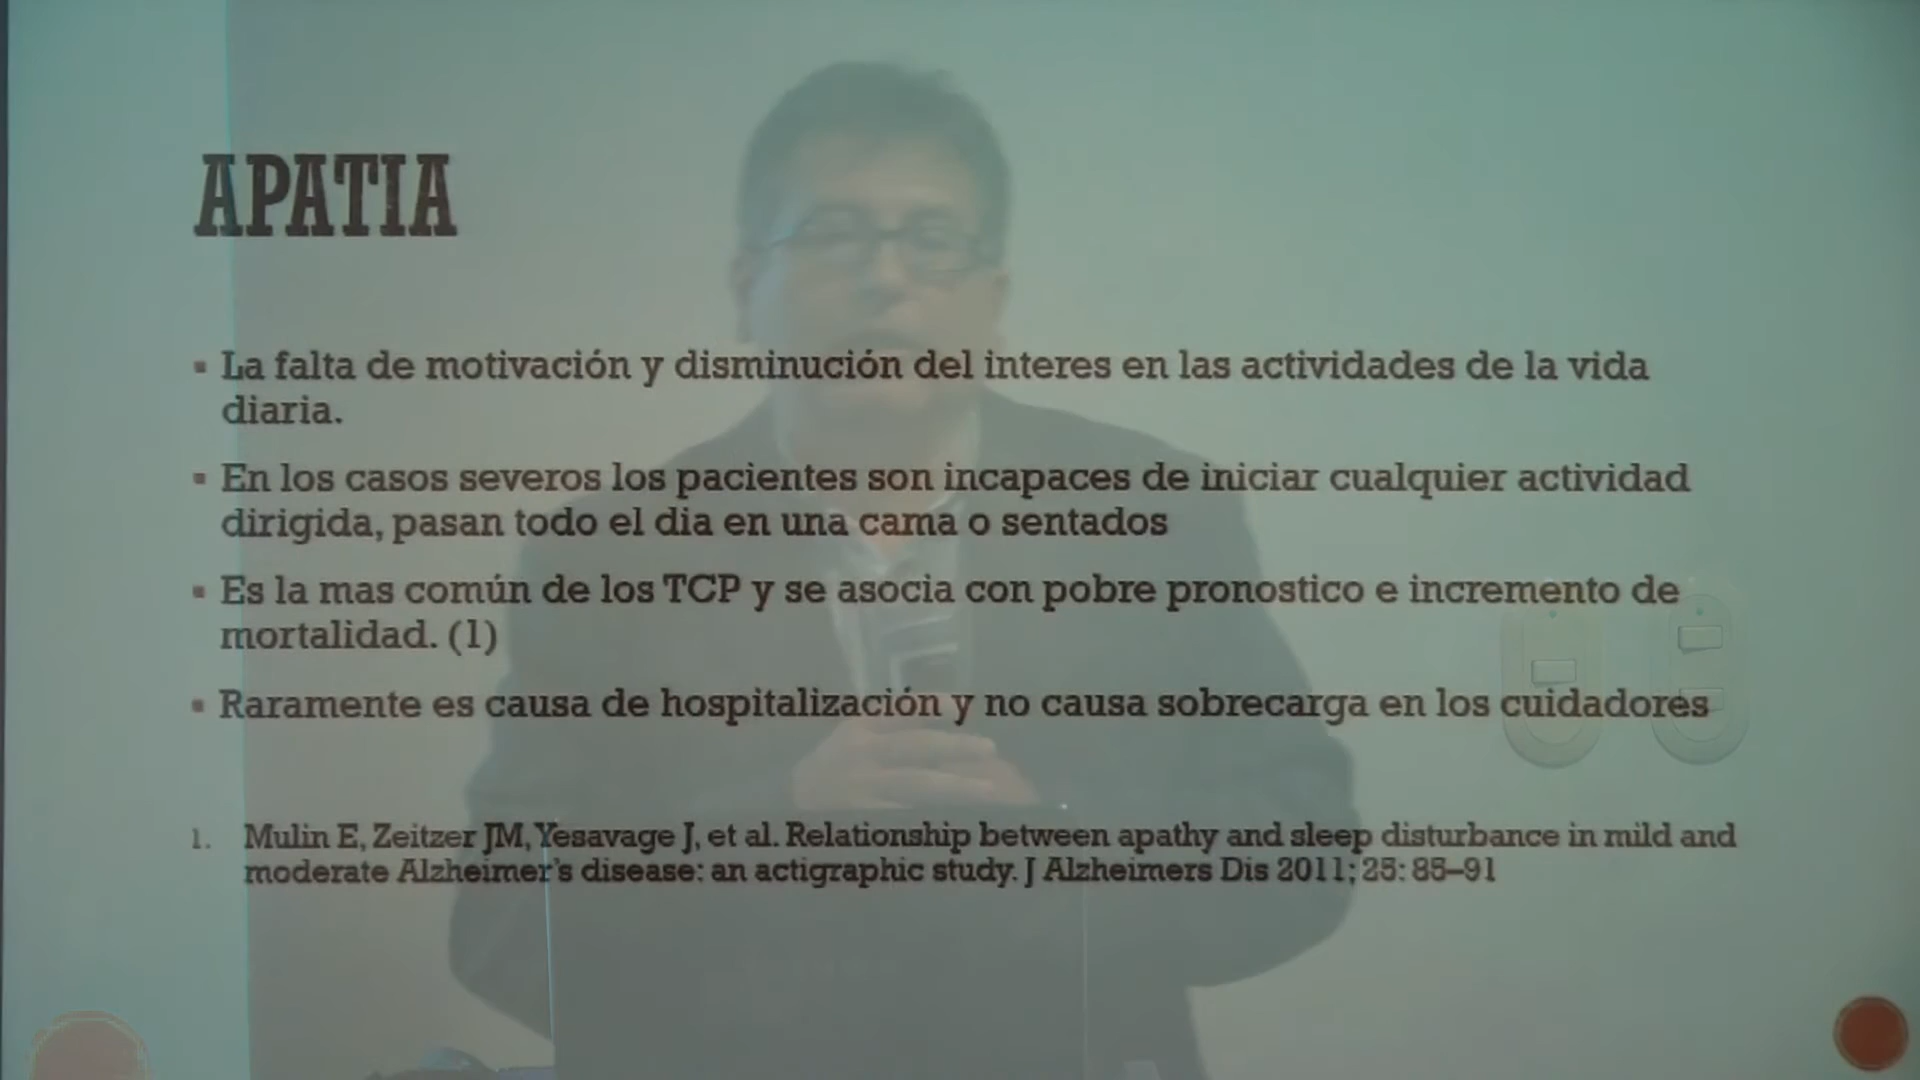 APATIA
▪ La falta de motivación y disminución del interes en las actividades de la vida
diaria.
▪ En los casos severos los pacientes son incapaces de iniciar cualquier actividad
dirigida, pasan todo el dia en una cama o sentados
▪ Es la mas común de los TCP y se asocia con pobre pronostico e incremento de
mortalidad. (1)
▪ Raramente es causa de hospitalización y no causa sobrecarga en los cuidadores
1. Mulin E, Zeitzer JM, Yesavage J, et al. Relationship between apathy and sleep disturbance in mild and
moderate Alzheimer's disease: an actigraphic study. J Alzheimers Dis 2011; 25: 85–91